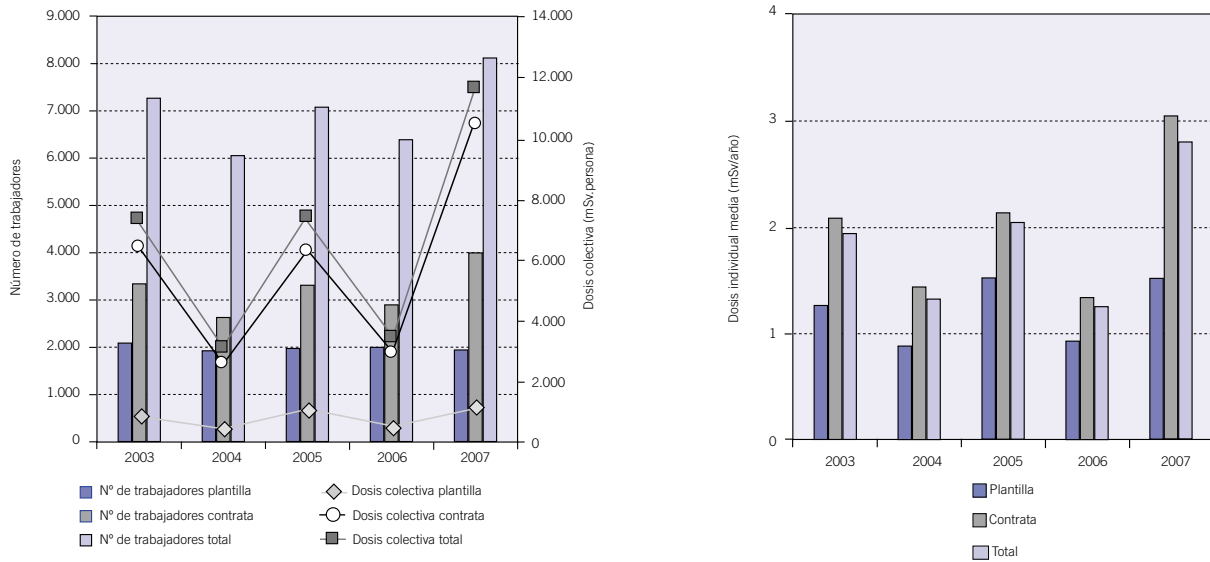 9.000
8.000
7.000
6.000
5.000
4.000
3.000
2.000
1.000
0
Número de trabajadores
14.000
12.000
10.000
8.000
6.000
4.000
2.000
0
Dosis colectiva (mSv.persona)
2003 2004 2005 2006 2007
Nº de trabajadores plantilla
Nº de trabajadores contrata
Nº de trabajadores total
Dosis colectiva plantilla
Dosis colectiva contrata
Dosis colectiva total
4
3
2
1
0
Dosis individual media (mSv/año)
2003 2004 2005 2006 2007
Plantilla
Contrata
Total